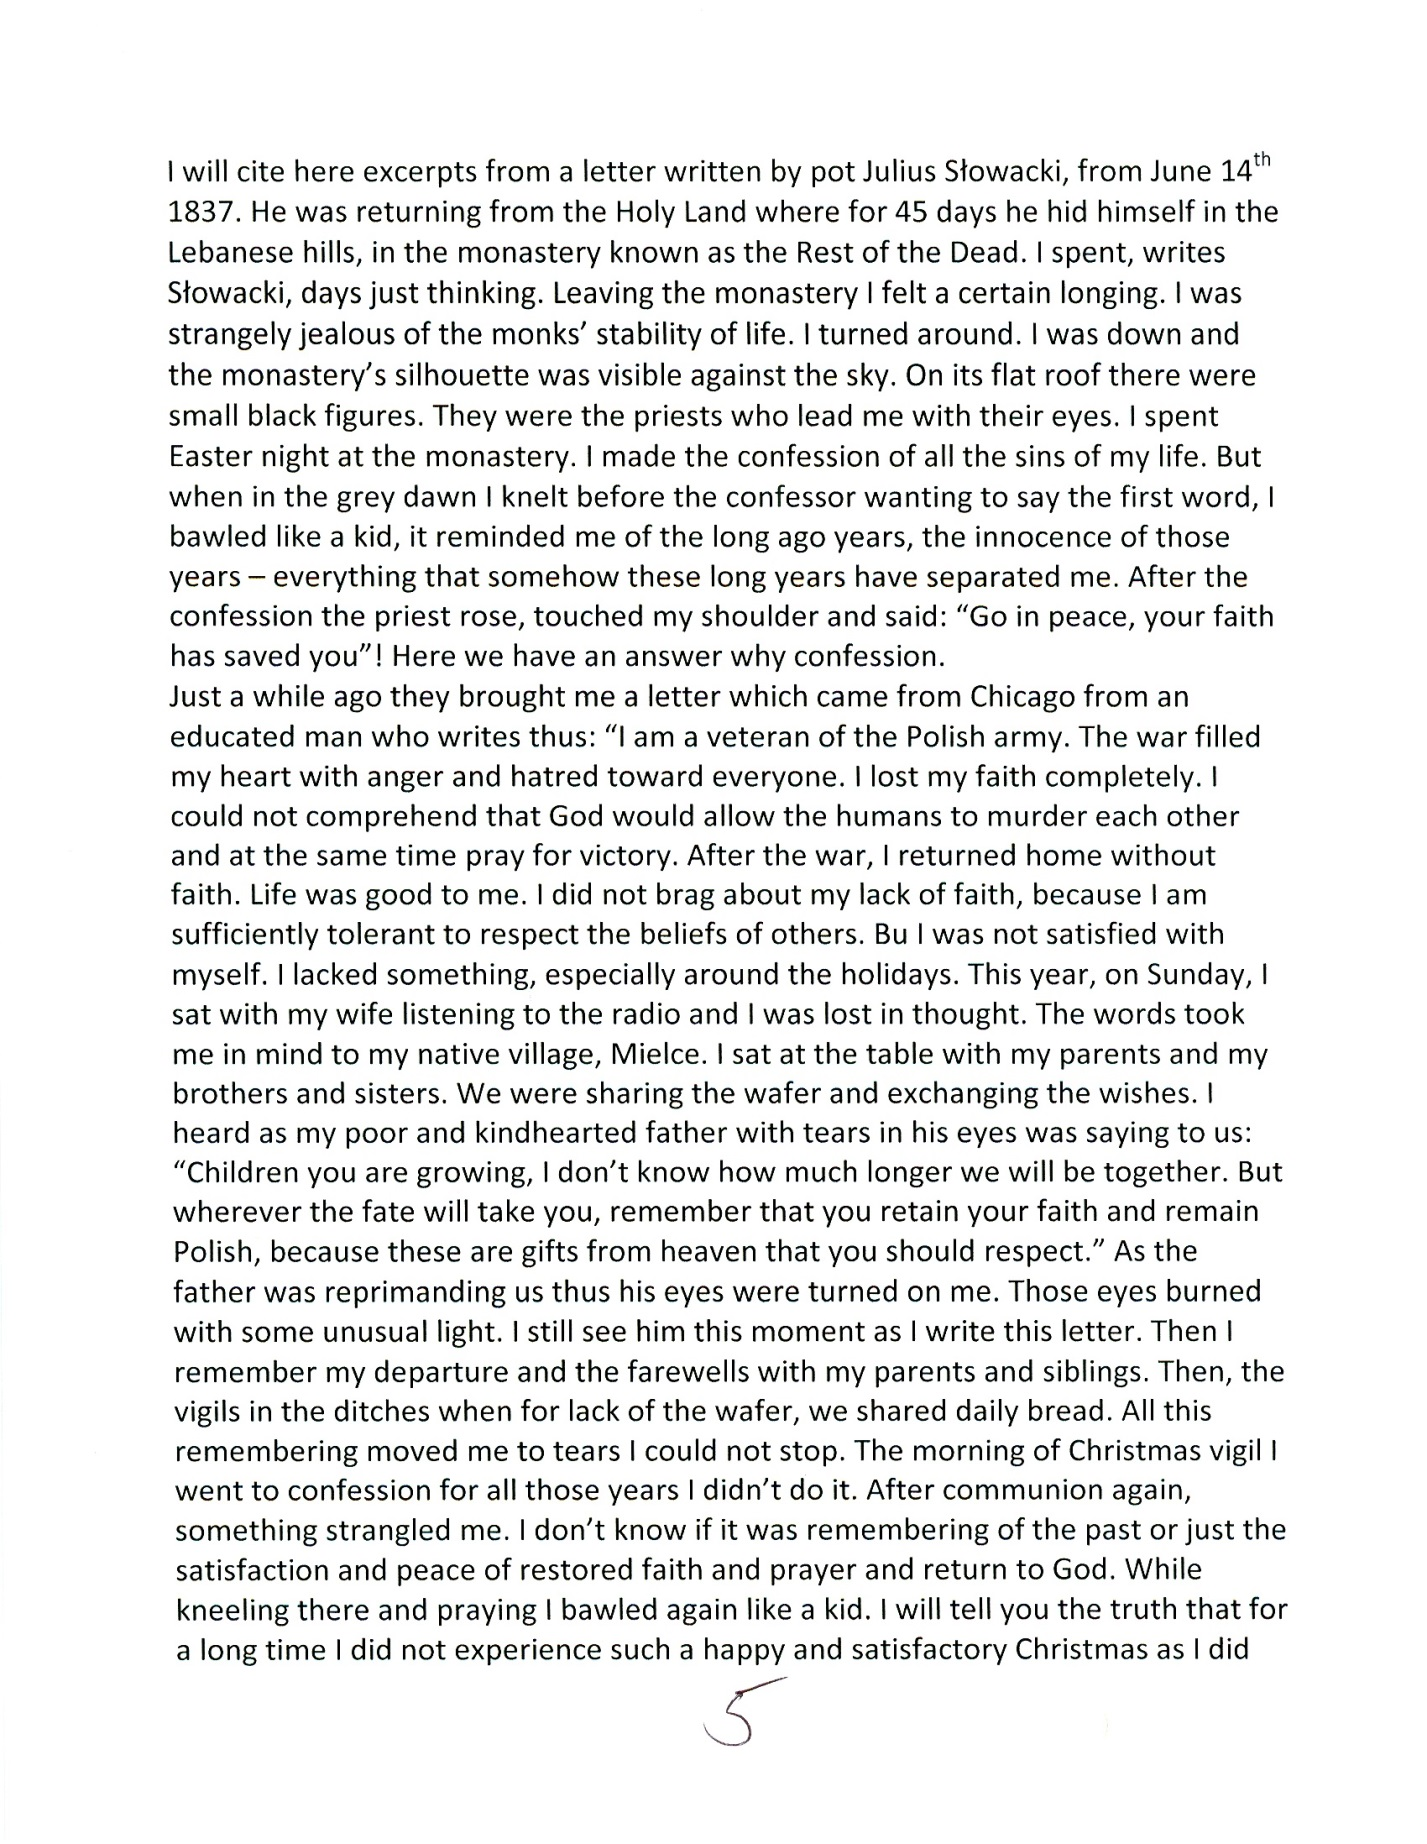 I will cite here excerpts from a letter written by pot Julius Słowacki, from June 14th
1837. He was returning from the Holy Land where for 45 days he hid himself in the
Lebanese hills, in the monastery known as the Rest of the Dead. I spent, writes
Słowacki, days just thinking. Leaving the monastery I felt a certain longing. I was
strangely jealous of the monks’ stability of life. I turned around. I was down and
the monastery’s silhouette was visible against the sky. On its flat roof there were
small black figures. They were the priests who lead me with their eyes. I spent
Easter night at the monastery. I made the confession of all the sins of my life. But
when in the grey dawn I knelt before the confessor wanting to say the first word, I
bawled like a kid, it reminded me of the long ago years, the innocence of those
years – everything that somehow these long years have separated me. After the
confession the priest rose, touched my shoulder and said: “Go in peace, your faith
has saved you”! Here we have an answer why confession.
Just a while ago they brought me a letter which came from Chicago from an
educated man who writes thus: “I am a veteran of the Polish army. The war filled
my heart with anger and hatred toward everyone. I lost my faith completely. I
could not comprehend that God would allow the humans to murder each other
and at the same time pray for victory. After the war, I returned home without
faith. Life was good to me. I did not brag about my lack of faith, because I am
sufficiently tolerant to respect the beliefs of others. Bu I was not satisfied with
myself. I lacked something, especially around the holidays. This year, on Sunday, I
sat with my wife listening to the radio and I was lost in thought. The words took
me in mind to my native village, Mielce. I sat at the table with my parents and my
brothers and sisters. We were sharing the wafer and exchanging the wishes. I
heard as my poor and kindhearted father with tears in his eyes was saying to us:
“Children you are growing, I don’t know how much longer we will be together. But
wherever the fate will take you, remember that you retain your faith and remain
Polish, because these are gifts from heaven that you should respect.” As the
father was reprimanding us thus his eyes were turned on me. Those eyes burned
with some unusual light. I still see him this moment as I write this letter. Then I
remember my departure and the farewells with my parents and siblings. Then, the
vigils in the ditches when for lack of the wafer, we shared daily bread. All this
remembering moved me to tears I could not stop. The morning of Christmas vigil I
went to confession for all those years I didn’t do it. After communion again,
something strangled me. I don’t know if it was remembering of the past or just the
satisfaction and peace of restored faith and prayer and return to God. While
kneeling there and praying I bawled again like a kid. I will tell you the truth that for
a long time I did not experience such a happy and satisfactory Christmas as I did
5